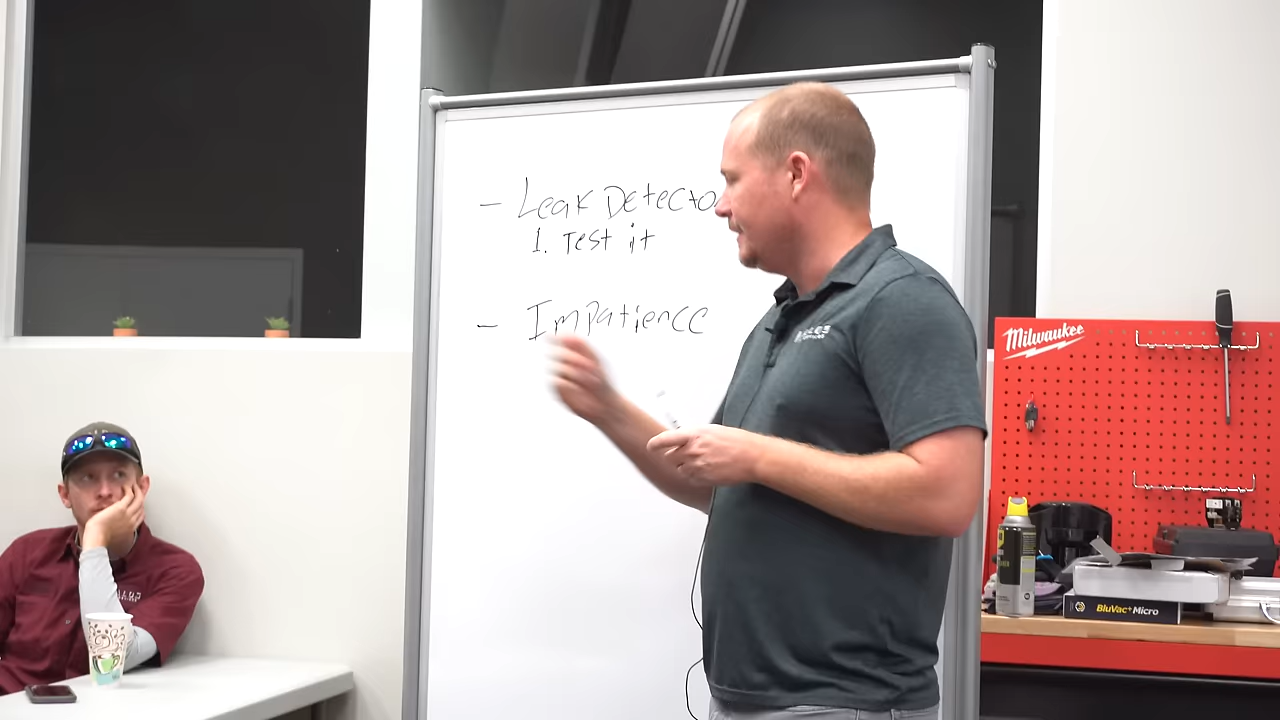 - Leak Detecto
1. Test it
- Impatience
Milwaukee
BluVac+ Micro